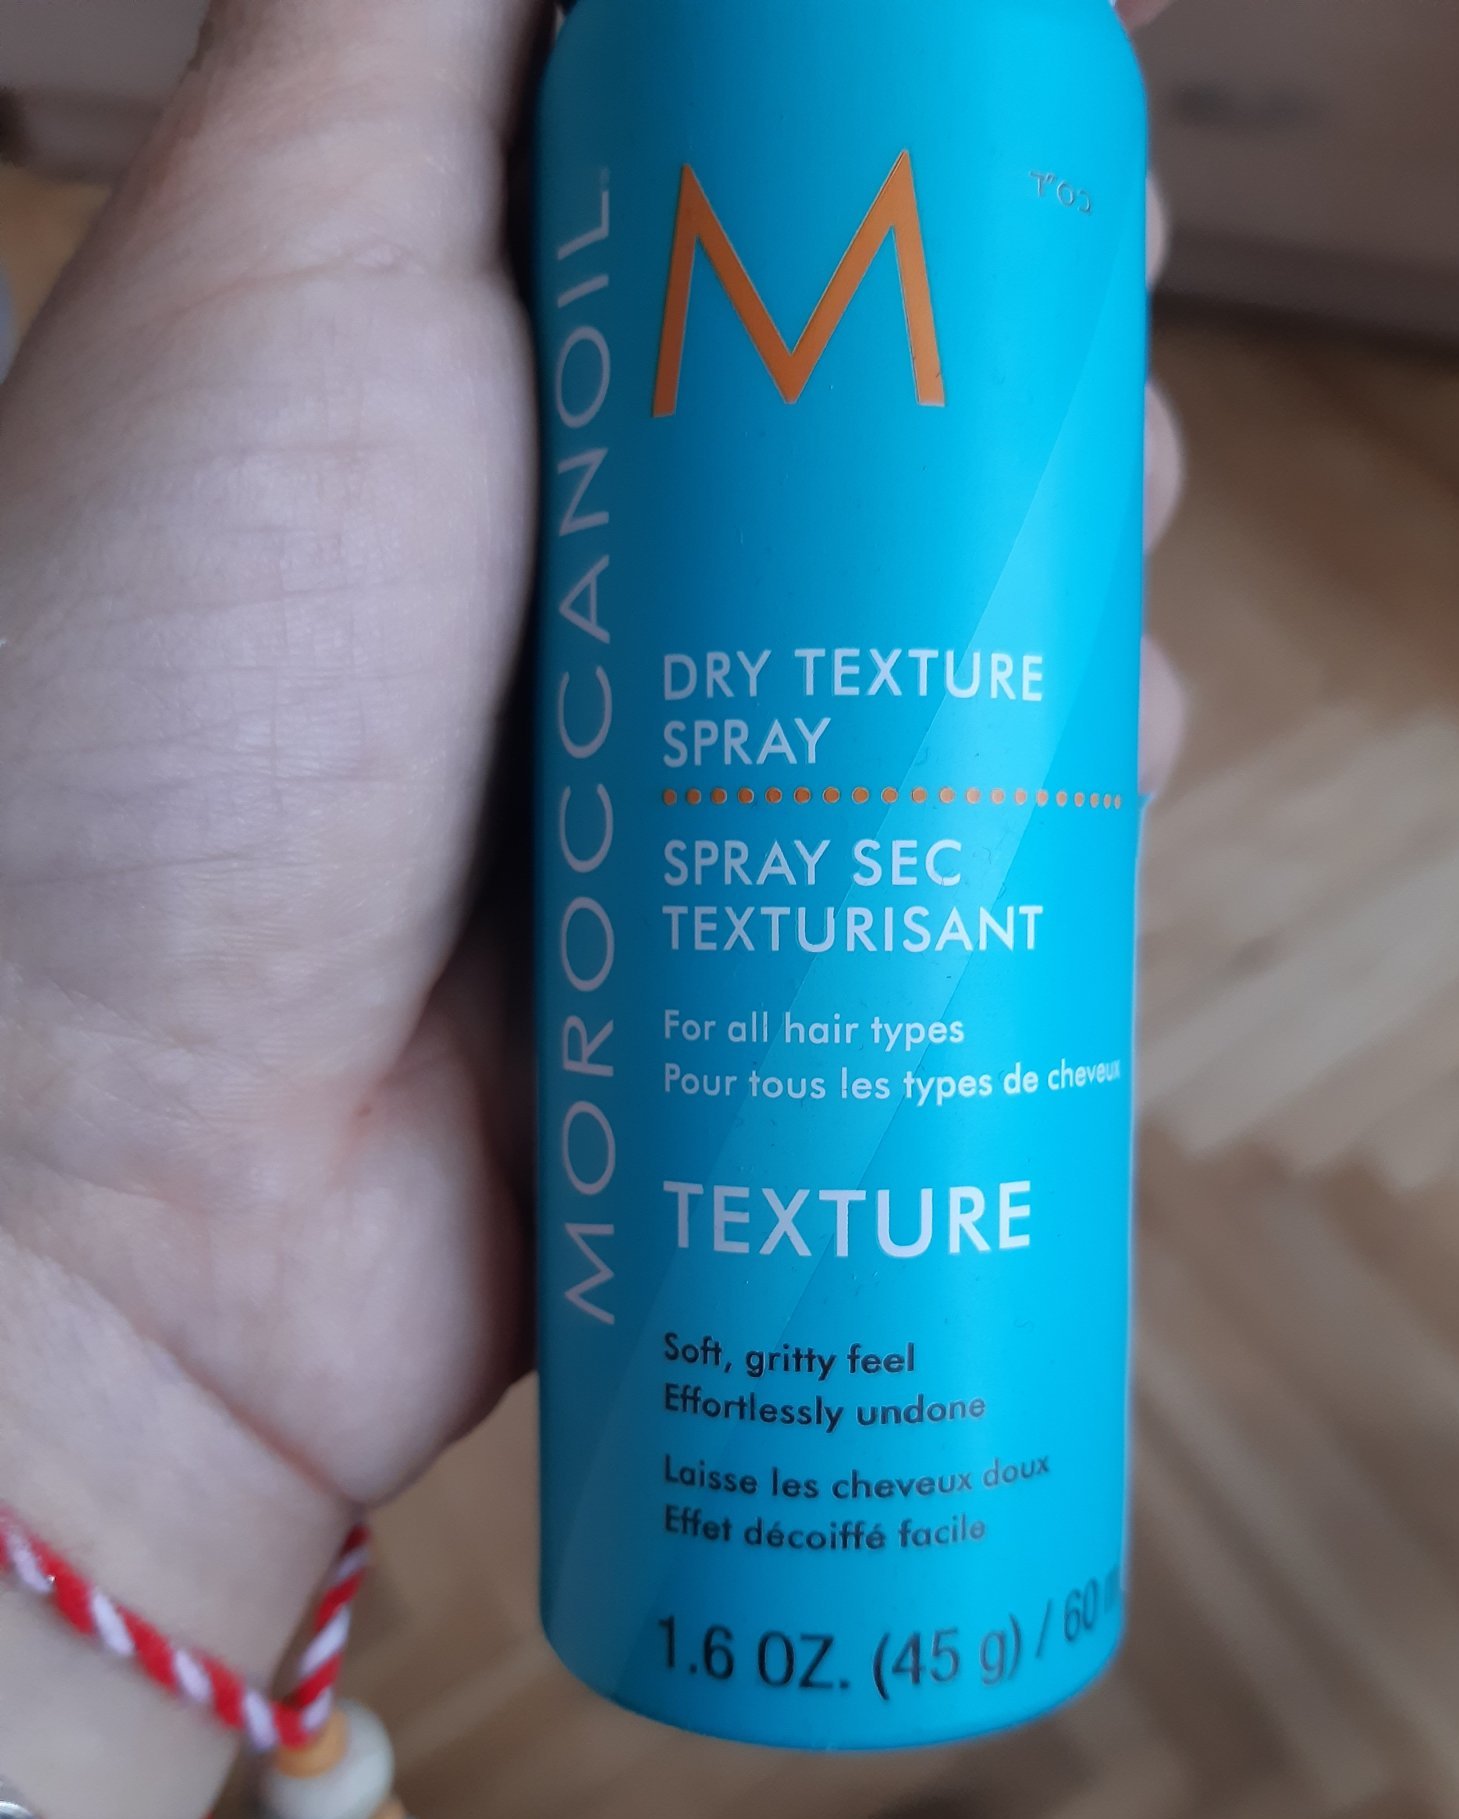 MOROCCANOIL
M
DRY TEXTURE
SPRAY
SPRAY SEC
TEXTURISANT
For all hair types
Pour tous les types de cheveux
TEXTURE
Soft, gritty feel
Effortlessly undone
Laisse les cheveux doux
Effet décoiffé facile
1.6 OZ. (45 g) / 60